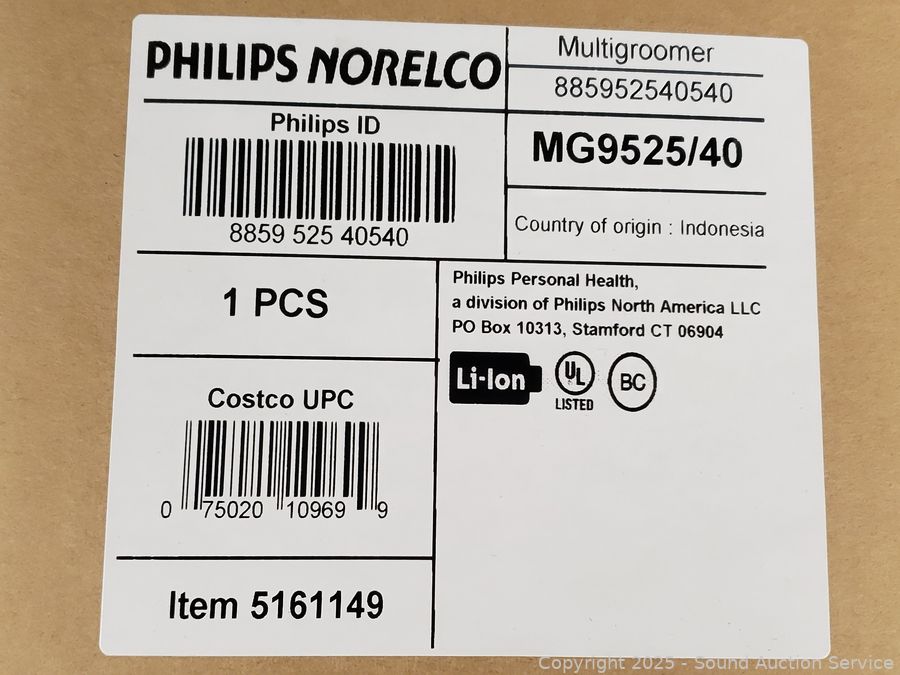 PHILIPS NORELCO
Multigroomer
885952540540
Philips ID
8859 525 40540
MG9525/40
Country of origin : Indonesia
1 PCS
Philips Personal Health,
a division of Philips North America LLC
PO Box 10313, Stamford CT 06904
Li-Ion
UL
LISTED
BC
Costco UPC
0 75020 10969 9
Item 5161149
Copyright 2025 - Sound Auction Service